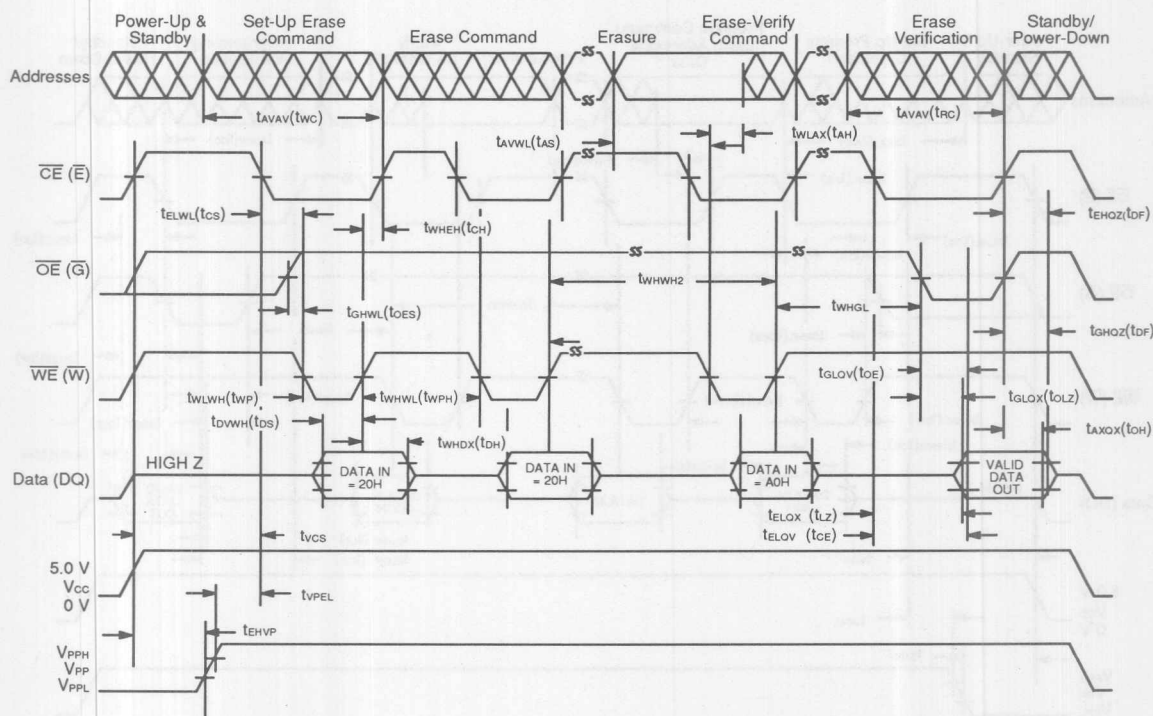 Power-Up & Standby
Set-Up Erase Command
Erase Command
Erasure
Erase-Verify Command
Erase Verification
Standby/ Power-Down
Addresses
tAVAV(tWC)
tAVWL(tAS)
tWLAX(tAH)
tAVAV(tRC)
CE (E)
tELWL(tCS)
tWHEH(tCH)
tEHQZ(tDF)
OE (G)
tWHWH2
tWHGL
tGHWL(tOES)
tGHQZ(tDF)
WE (W)
tGLQV(tOE)
tWLWH(tWP)
tWHWL(tWPH)
tGLQX(tOLZ)
tDVWH(tDS)
tWHDX(tDH)
tAXQX(tOH)
HIGH Z
Data (DQ)
DATA IN = 20H
DATA IN = 20H
DATA IN = A0H
VALID DATA OUT
tELQX (tLZ)
tELQV (tCE)
tVCS
5.0 V
VCC
0 V
tVPEL
tEHVP
VPPH
VPP
VPPL